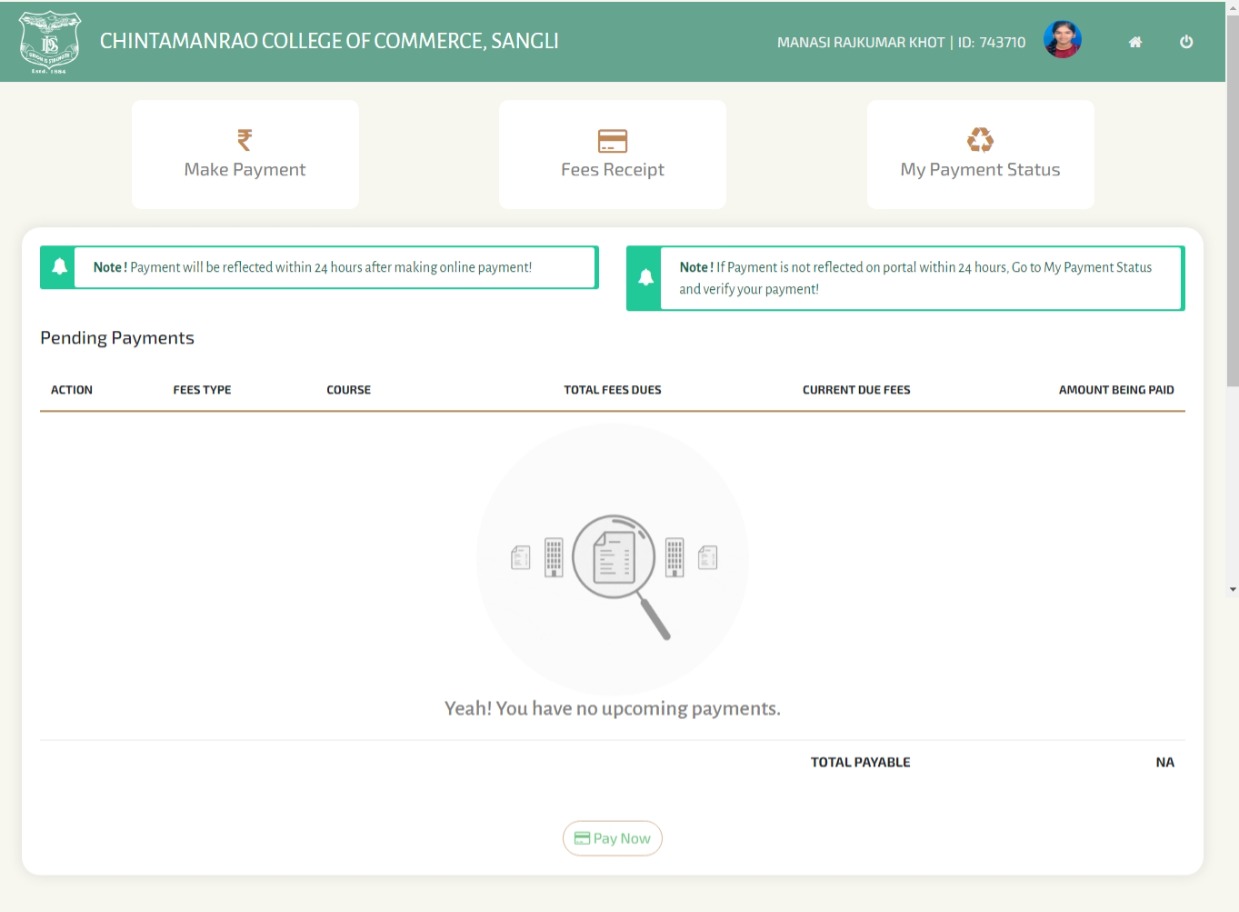 CHINTAMANRAO COLLEGE OF COMMERCE, SANGLI
MANASI RAJKUMAR KHOT | ID: 743710
Estd. 1984
Make Payment
Fees Receipt
My Payment Status
Note! Payment will be reflected within 24 hours after making online payment!
Note! If Payment is not reflected on portal within 24 hours, Go to My Payment Status
and verify your payment!
Pending Payments
ACTION FEES TYPE COURSE TOTAL FEES DUES CURRENT DUE FEES AMOUNT BEING PAID
Yeah! You have no upcoming payments.
TOTAL PAYABLE NA
Pay Now